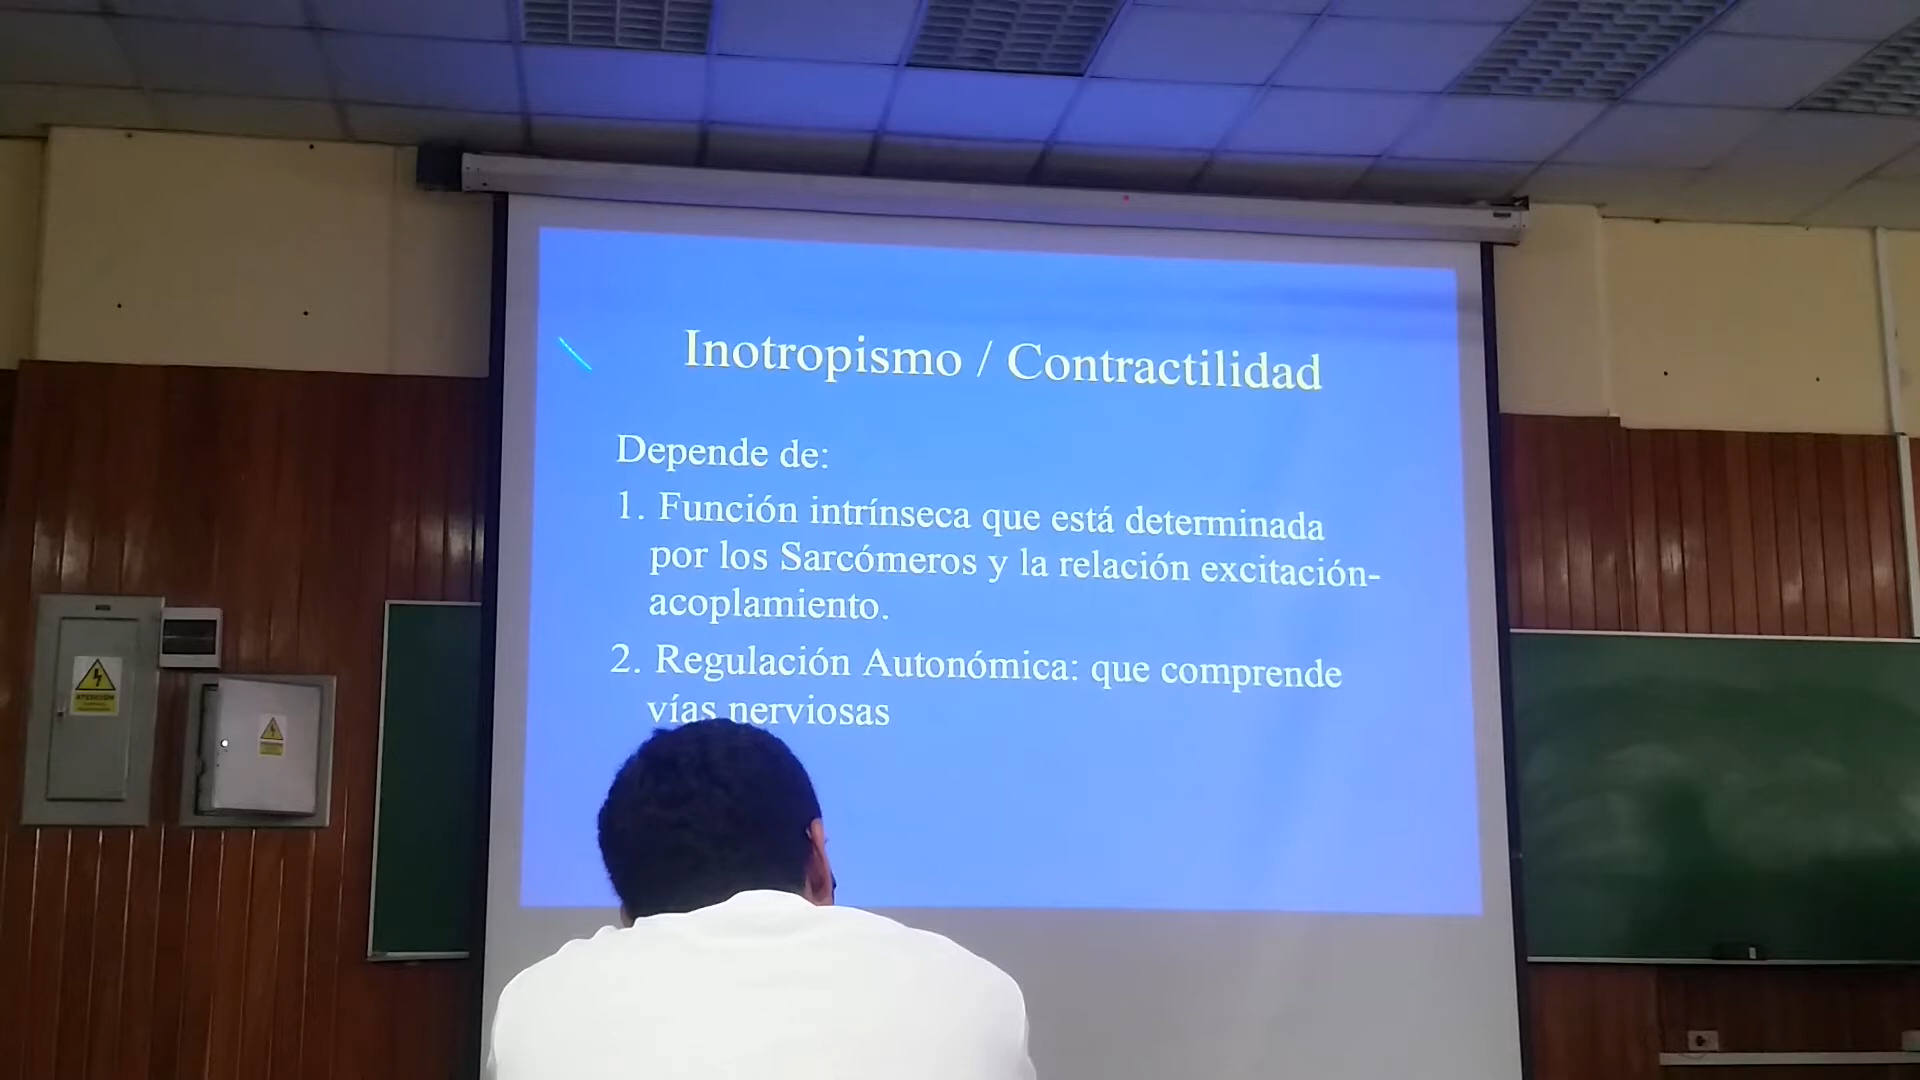 Inotropismo / Contractilidad
Depende de:
1. Función intrínseca que está determinada
por los Sarcómeros y la relación excitación-
acoplamiento.
2. Regulación Autonómica: que comprende
vías nerviosas
ATENCION